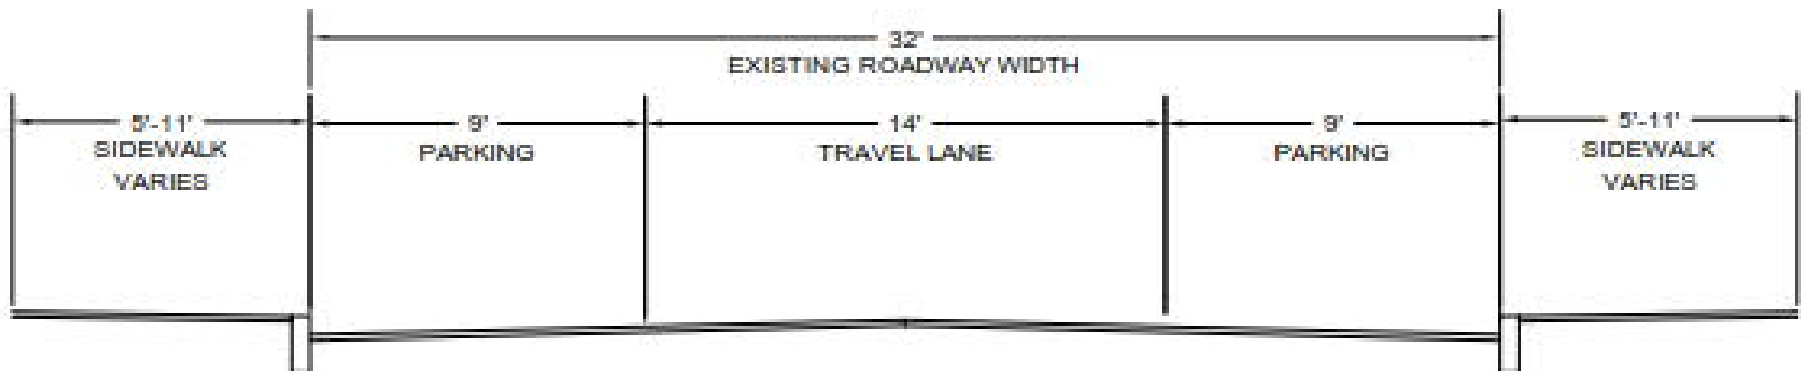 32'
EXISTING ROADWAY WIDTH
5'-11'
SIDEWALK
VARIES
9'
PARKING
14'
TRAVEL LANE
9'
PARKING
5'-11'
SIDEWALK
VARIES